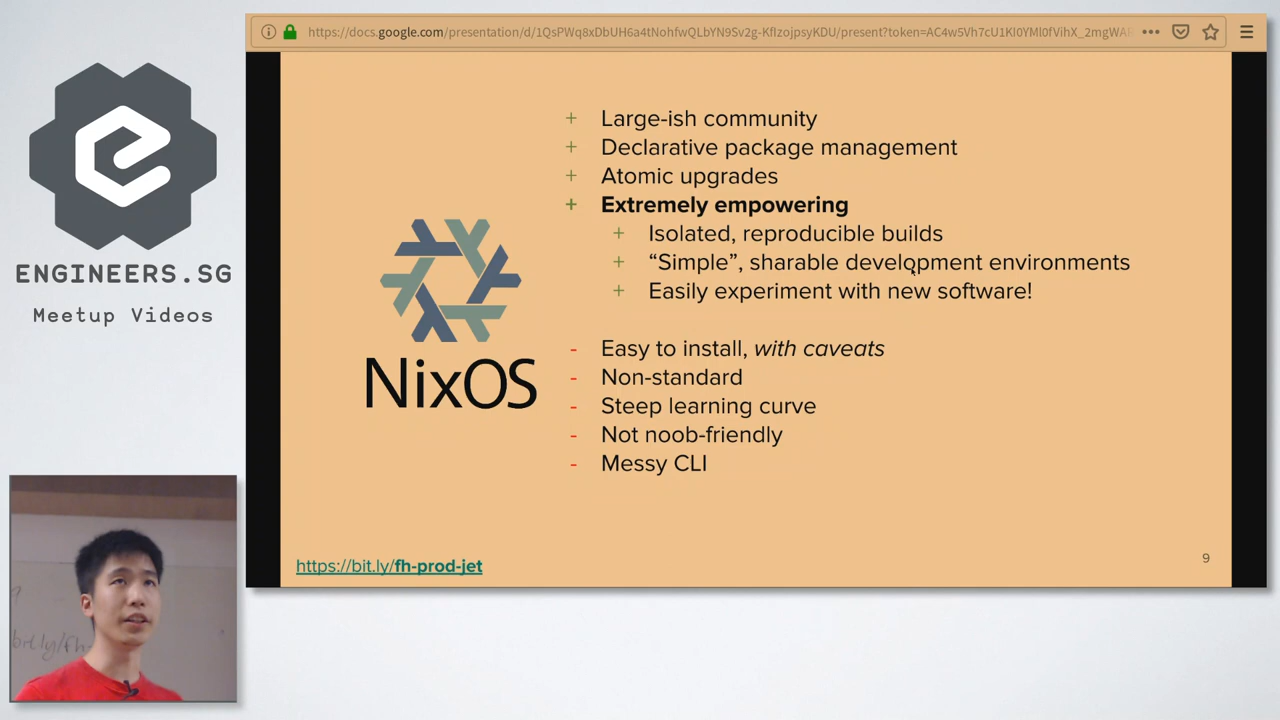 https://docs.google.com/presentation/d/1QsPWq8xDbUH6a4tNohfwQLbYN9Sv2g-KfIzojpsyKDU/present?token=AC4w5Vh7cU1KI0YMl0fVihX_2mgWA
ENGINEERS.SG
Meetup Videos
NixOS
+ Large-ish community
+ Declarative package management
+ Atomic upgrades
+ Extremely empowering
+ Isolated, reproducible builds
+ “Simple”, sharable development environments
+ Easily experiment with new software!
- Easy to install, with caveats
- Non-standard
- Steep learning curve
- Not noob-friendly
- Messy CLI
https://bit.ly/fh-prod-jet
9
bit.ly/fh